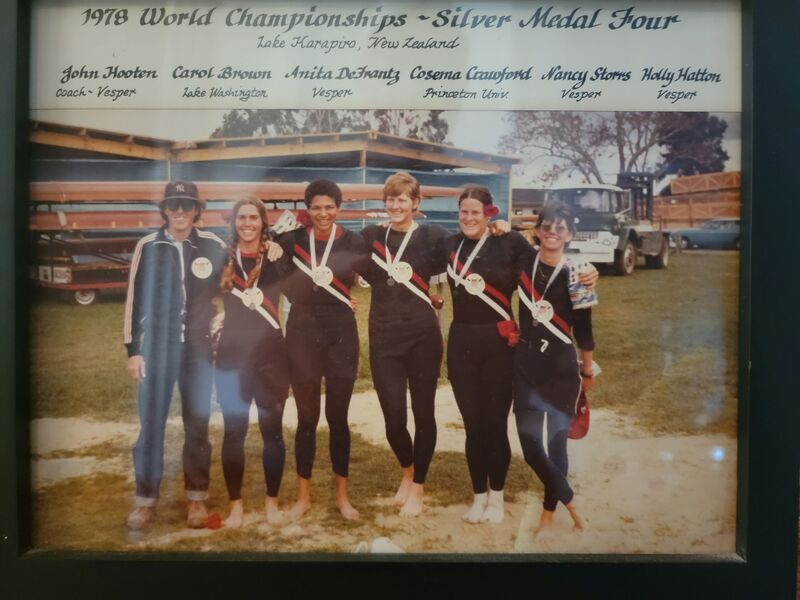 1978 World Championships ~ Silver Medal Four
Lake Karapiro, New Zealand
John Hooten Carol Brown Anita DeFrantz Cosema Crawford Nancy Storrs Holly Hatton
Coach ~ Vesper Lake Washington Vesper Princeton Univ. Vesper Vesper